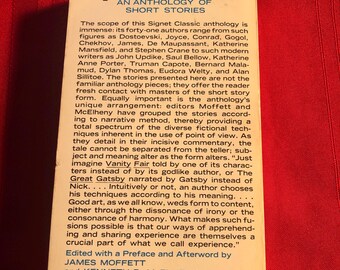 AN ANTHOLOGY OF
SHORT STORIES
The scope of this Signet Classic anthology is
immense: its forty-one authors range from such
figures as Dostoevski, Joyce, Conrad, Gogol,
Chekhov, James, De Maupassant, Katherine
Mansfield, and Stephen Crane to such modern
writers as John Updike, Saul Bellow, Katherine
Anne Porter, Truman Capote, Bernard Mala-
mud, Dylan Thomas, Eudora Welty, and Alan
Sillitoe. The stories presented here are not the
familiar anthology pieces; they offer the reader
fresh contact with masters of the short story
form. Equally important is the anthology's
unique arrangement: editors Moffett and
McElheny have grouped the stories according
to narrative method, thereby providing a
total spectrum of the diverse fictional tech-
niques inherent in the use of point of view. As
they detail in their incisive commentary, the
tale cannot be separated from the teller;
subject and meaning alter as the form alters. "Just
imagine Vanity Fair told by one of its characters
instead of by its godlike author, or The
Great Gatsby narrated by Gatsby instead of
Nick.... Intuitively or not, an author chooses
his techniques according to his meaning....
Good art, as we all know, weds form to content,
either through the dissonance of irony or the
consonance of harmony. What makes such fu-
sions possible is that our ways of apprehend-
ing and sharing experience are themselves a
crucial part of what we call experience."
Edited with a Preface and Afterword by
JAMES MOFFETT